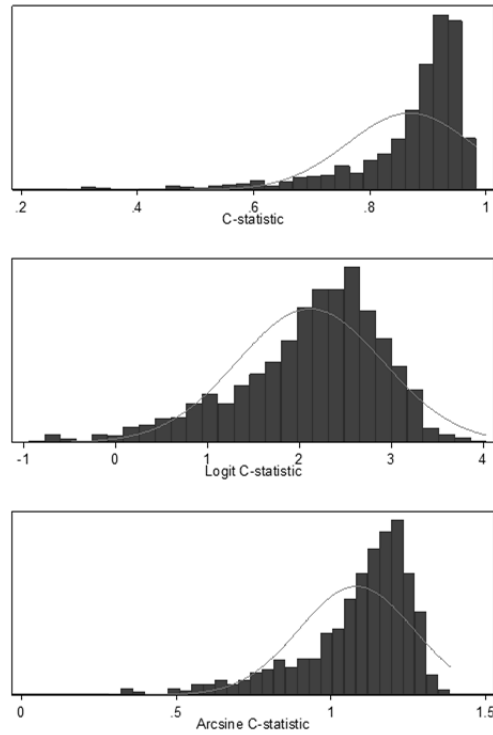 .2 .4 .6 .8 1
C-statistic
-1 0 1 2 3 4
Logit C-statistic
0 .5 1 1.5
Arcsine C-statistic